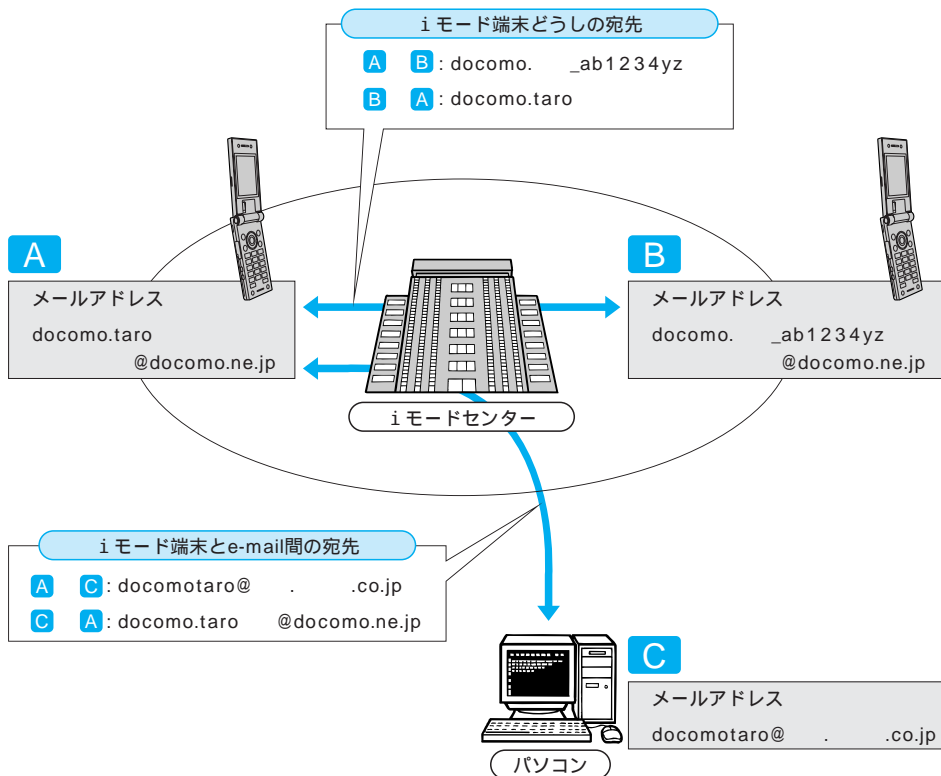 iモード端末どうしの宛先
A B : docomo. _ab1234yz
B A : docomo.taro
A
メールアドレス
docomo.taro
@docomo.ne.jp
B
メールアドレス
docomo. _ab1234yz
@docomo.ne.jp
iモードセンター
iモード端末とe-mail間の宛先
A C : docomotaro@ . .co.jp
C A : docomo.taro @docomo.ne.jp
C
メールアドレス
docomotaro@ . .co.jp
パソコン